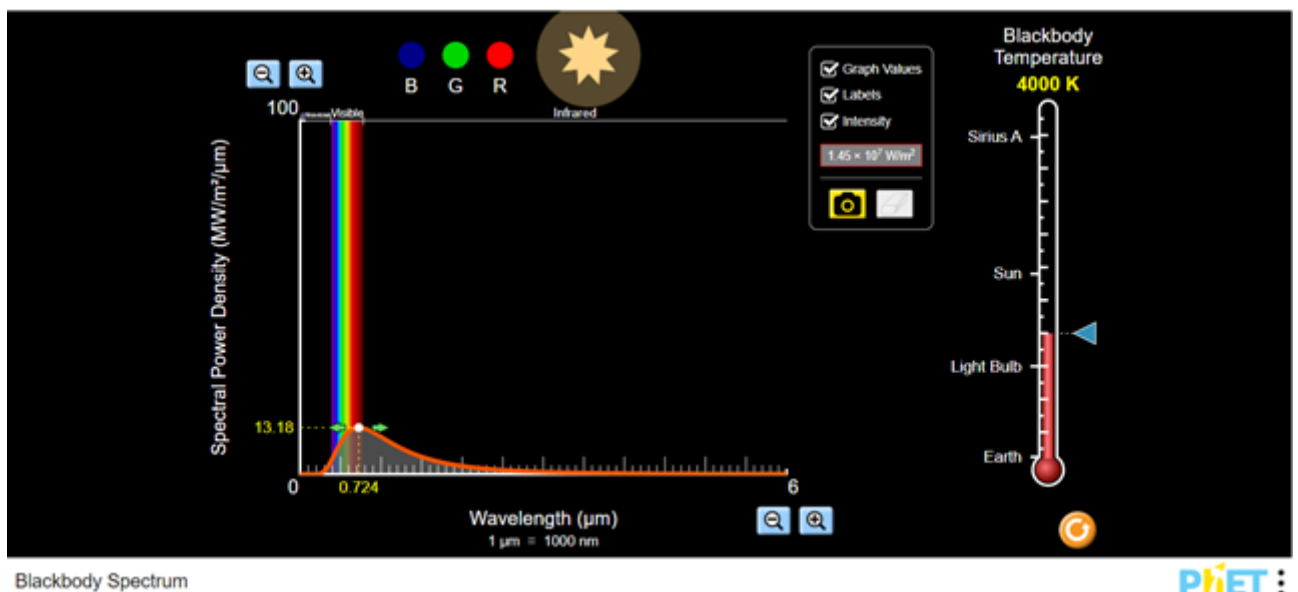 Blackbody
Temperature
4000 K
B G R
Graph Values
Labels
Intensity
1.45 × 10⁷ W/m²
100
Visible
Infrared
Sirius A
Sun
Light Bulb
Earth
Spectral Power Density (MW/m²/μm)
13.18
0
0.724
6
Wavelength (μm)
1 μm = 1000 nm
Blackbody Spectrum
PhET